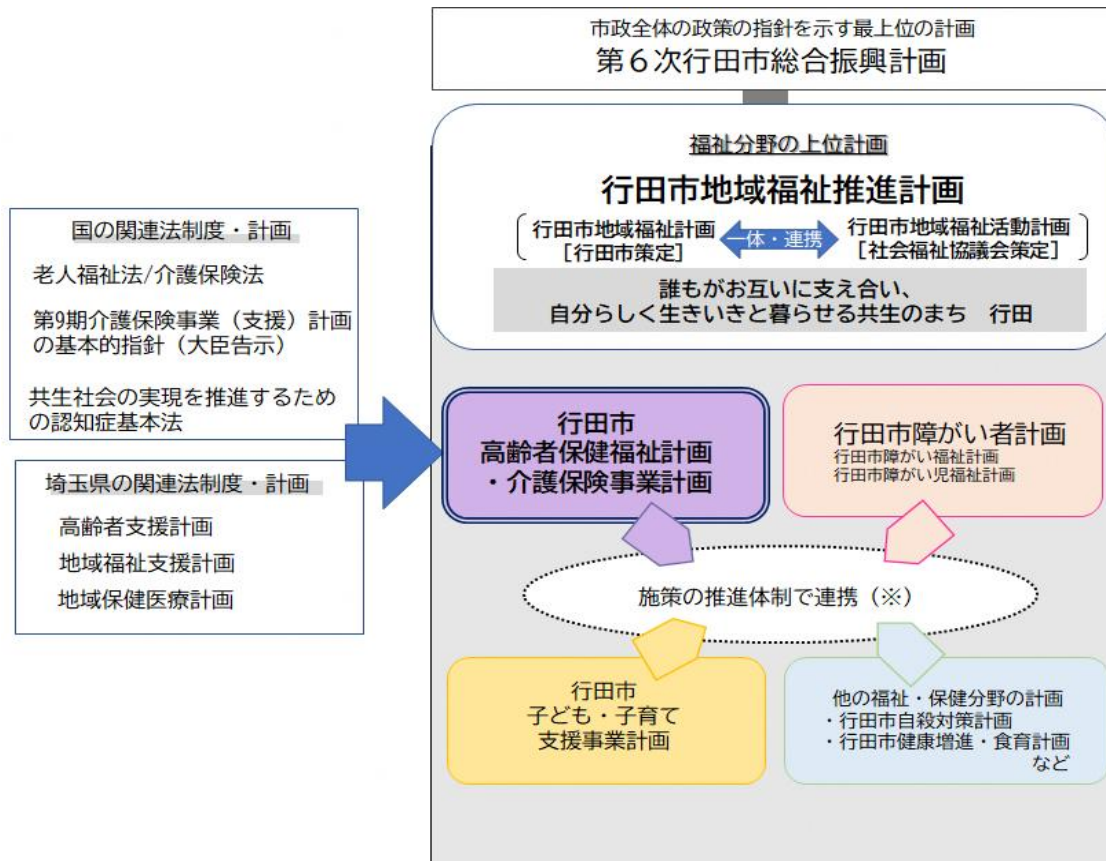 市政全体の政策の指針を示す最上位の計画
第６次行田市総合振興計画
福祉分野の上位計画
行田市地域福祉推進計画
行田市地域福祉計画
［行田市策定］
一体・連携
行田市地域福祉活動計画
［社会福祉協議会策定］
誰もがお互いに支え合い、
自分らしく生きいきと暮らせる共生のまち　行田
国の関連法制度・計画
老人福祉法/介護保険法
第9期介護保険事業（支援）計画
の基本的指針（大臣告示）
共生社会の実現を推進するため
の認知症基本法
埼玉県の関連法制度・計画
高齢者支援計画
地域福祉支援計画
地域保健医療計画
行田市
高齢者保健福祉計画
・介護保険事業計画
行田市障がい者計画
行田市障がい福祉計画
行田市障がい児福祉計画
施策の推進体制で連携（※）
行田市
子ども・子育て
支援事業計画
他の福祉・保健分野の計画
・行田市自殺対策計画
・行田市健康増進・食育計画
など